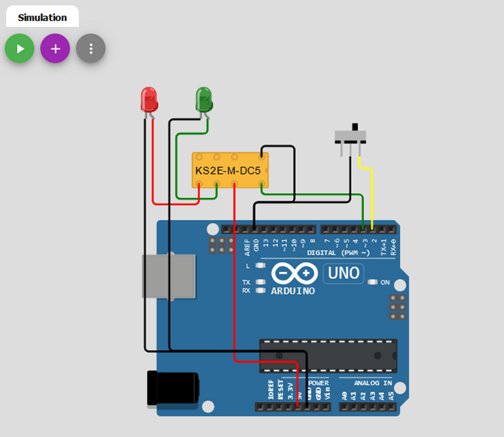 Simulation
KS2E-M-DC5
AREF
GND
13
12
~11
~10
~9
8
7
~6
~5
4
~3
2
TX→1
RX←0
DIGITAL (PWM ~)
L
TX
RX
UNO
ARDUINO
ON
IOREF
RESET
3.3V
5V
GND
GND
Vin
POWER
ANALOG IN
A0
A1
A2
A3
A4
A5